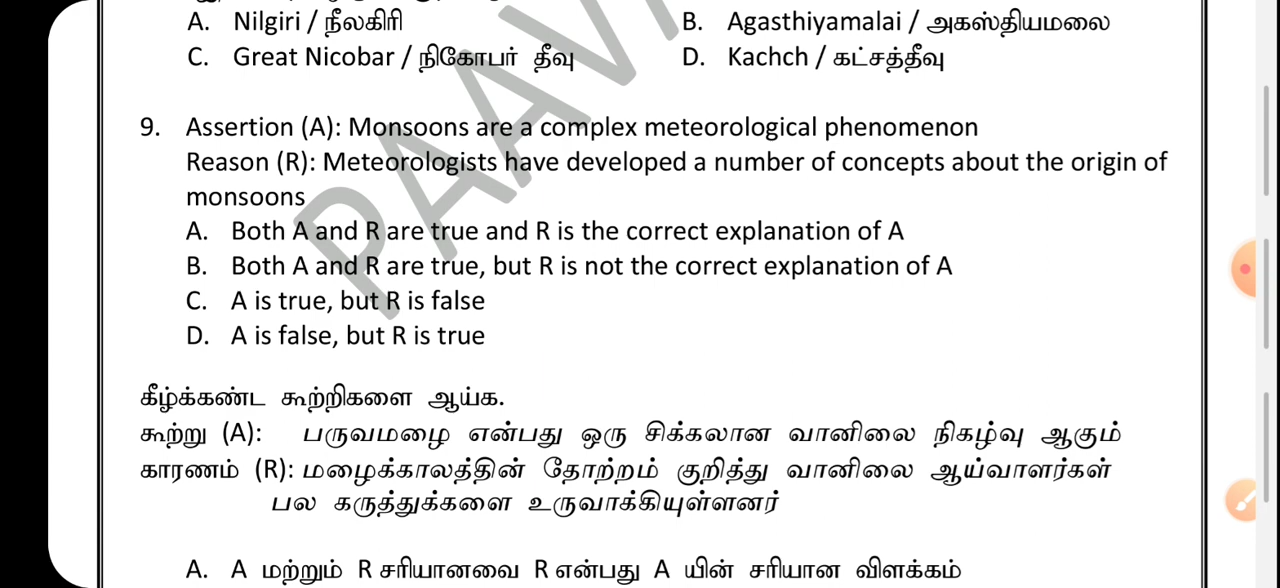 A. Nilgiri / நீலகிரி B. Agasthiyamalai / அகஸ்தியமலை
C. Great Nicobar / நிகோபர் தீவு D. Kachch / கட்சத்தீவு
9. Assertion (A): Monsoons are a complex meteorological phenomenon
Reason (R): Meteorologists have developed a number of concepts about the origin of
monsoons
A. Both A and R are true and R is the correct explanation of A
B. Both A and R are true, but R is not the correct explanation of A
C. A is true, but R is false
D. A is false, but R is true
கீழ்க்கண்ட கூற்றிகளை ஆய்க.
கூற்று (A): பருவமழை என்பது ஒரு சிக்கலான வானிலை நிகழ்வு ஆகும்
காரணம் (R): மழைக்காலத்தின் தோற்றம் குறித்து வானிலை ஆய்வாளர்கள்
பல கருத்துக்களை உருவாக்கியுள்ளனர்
A. A மற்றும் R சரியானவை R என்பது A யின் சரியான விளக்கம்